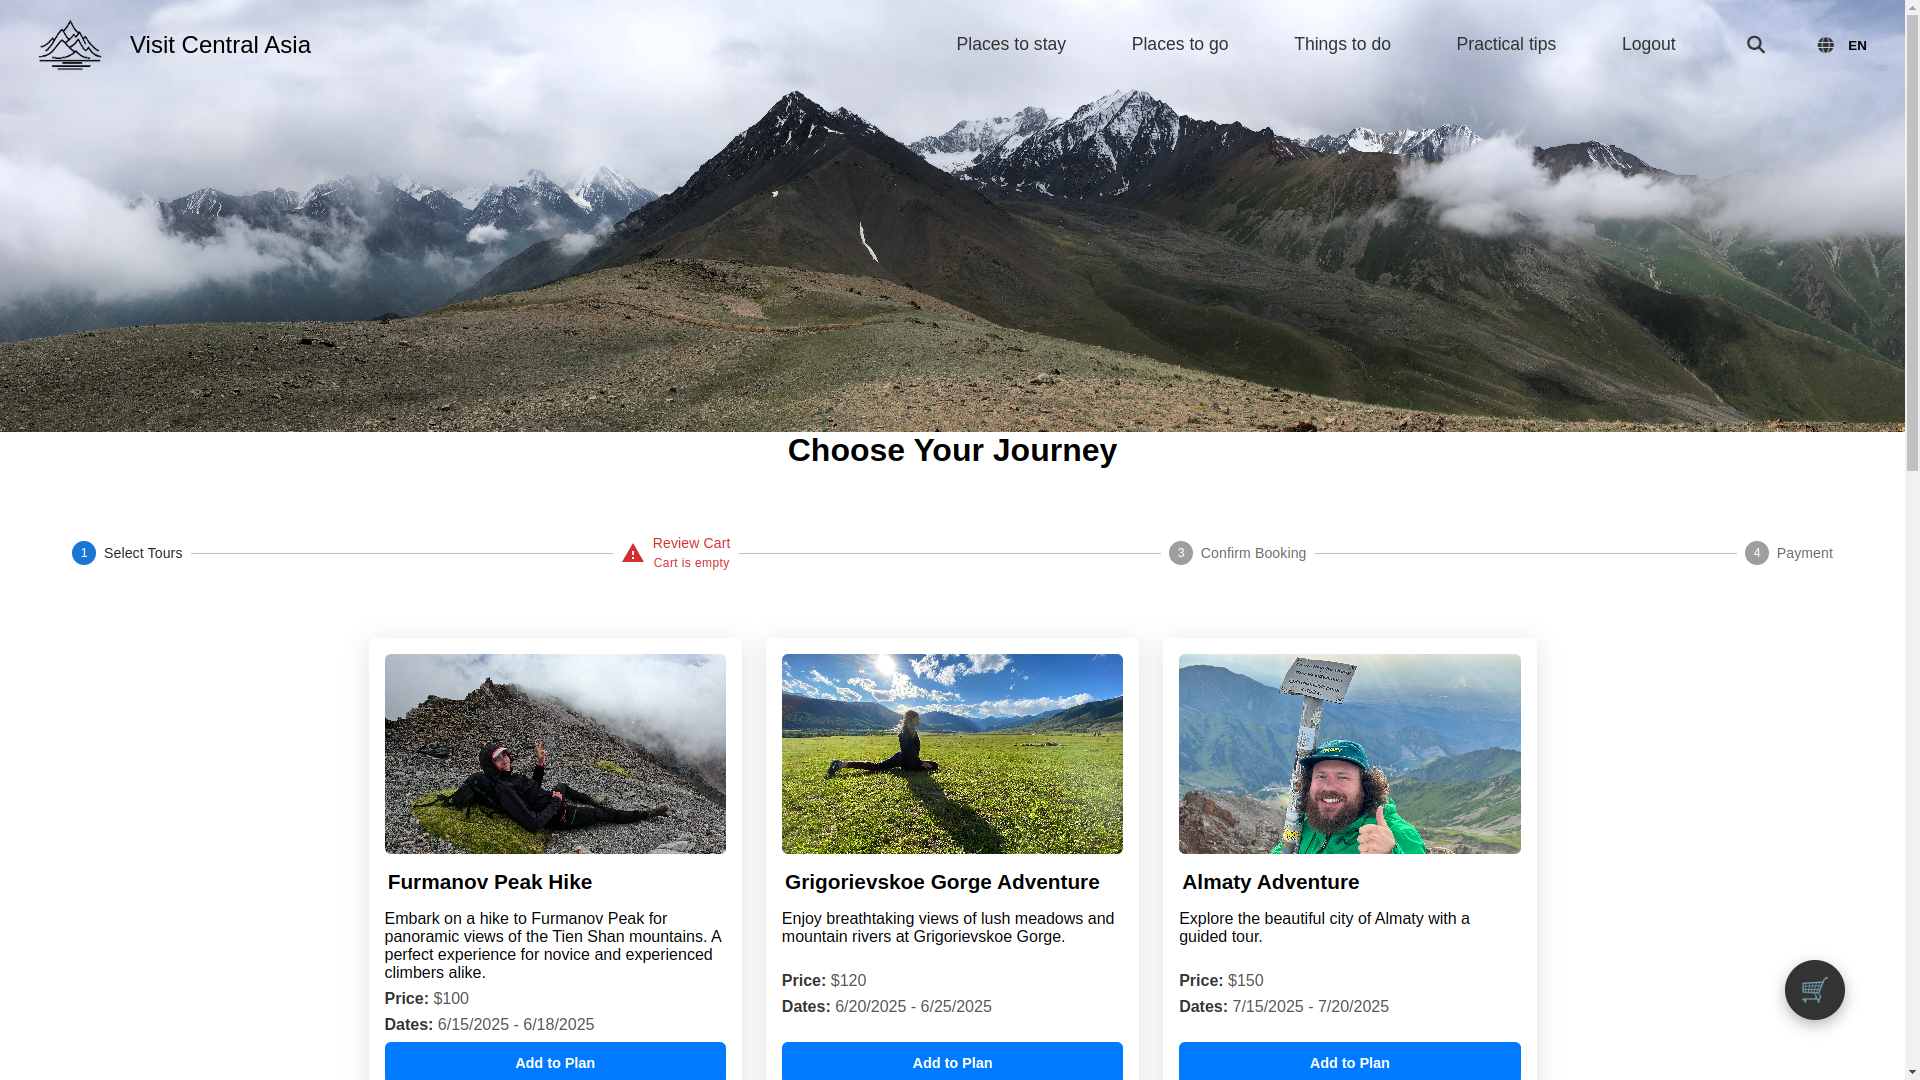 Visit Central Asia
Places to stay
Places to go
Things to do
Practical tips
Logout
EN
Choose Your Journey
1 Select Tours
Review Cart
Cart is empty
3 Confirm Booking
4 Payment
Furmanov Peak Hike
Embark on a hike to Furmanov Peak for
panoramic views of the Tien Shan mountains. A
perfect experience for novice and experienced
climbers alike.
Price: $100
Dates: 6/15/2025 - 6/18/2025
Add to Plan
Grigorievskoe Gorge Adventure
Enjoy breathtaking views of lush meadows and
mountain rivers at Grigorievskoe Gorge.
Price: $120
Dates: 6/20/2025 - 6/25/2025
Add to Plan
Almaty Adventure
Explore the beautiful city of Almaty with a
guided tour.
Price: $150
Dates: 7/15/2025 - 7/20/2025
Add to Plan